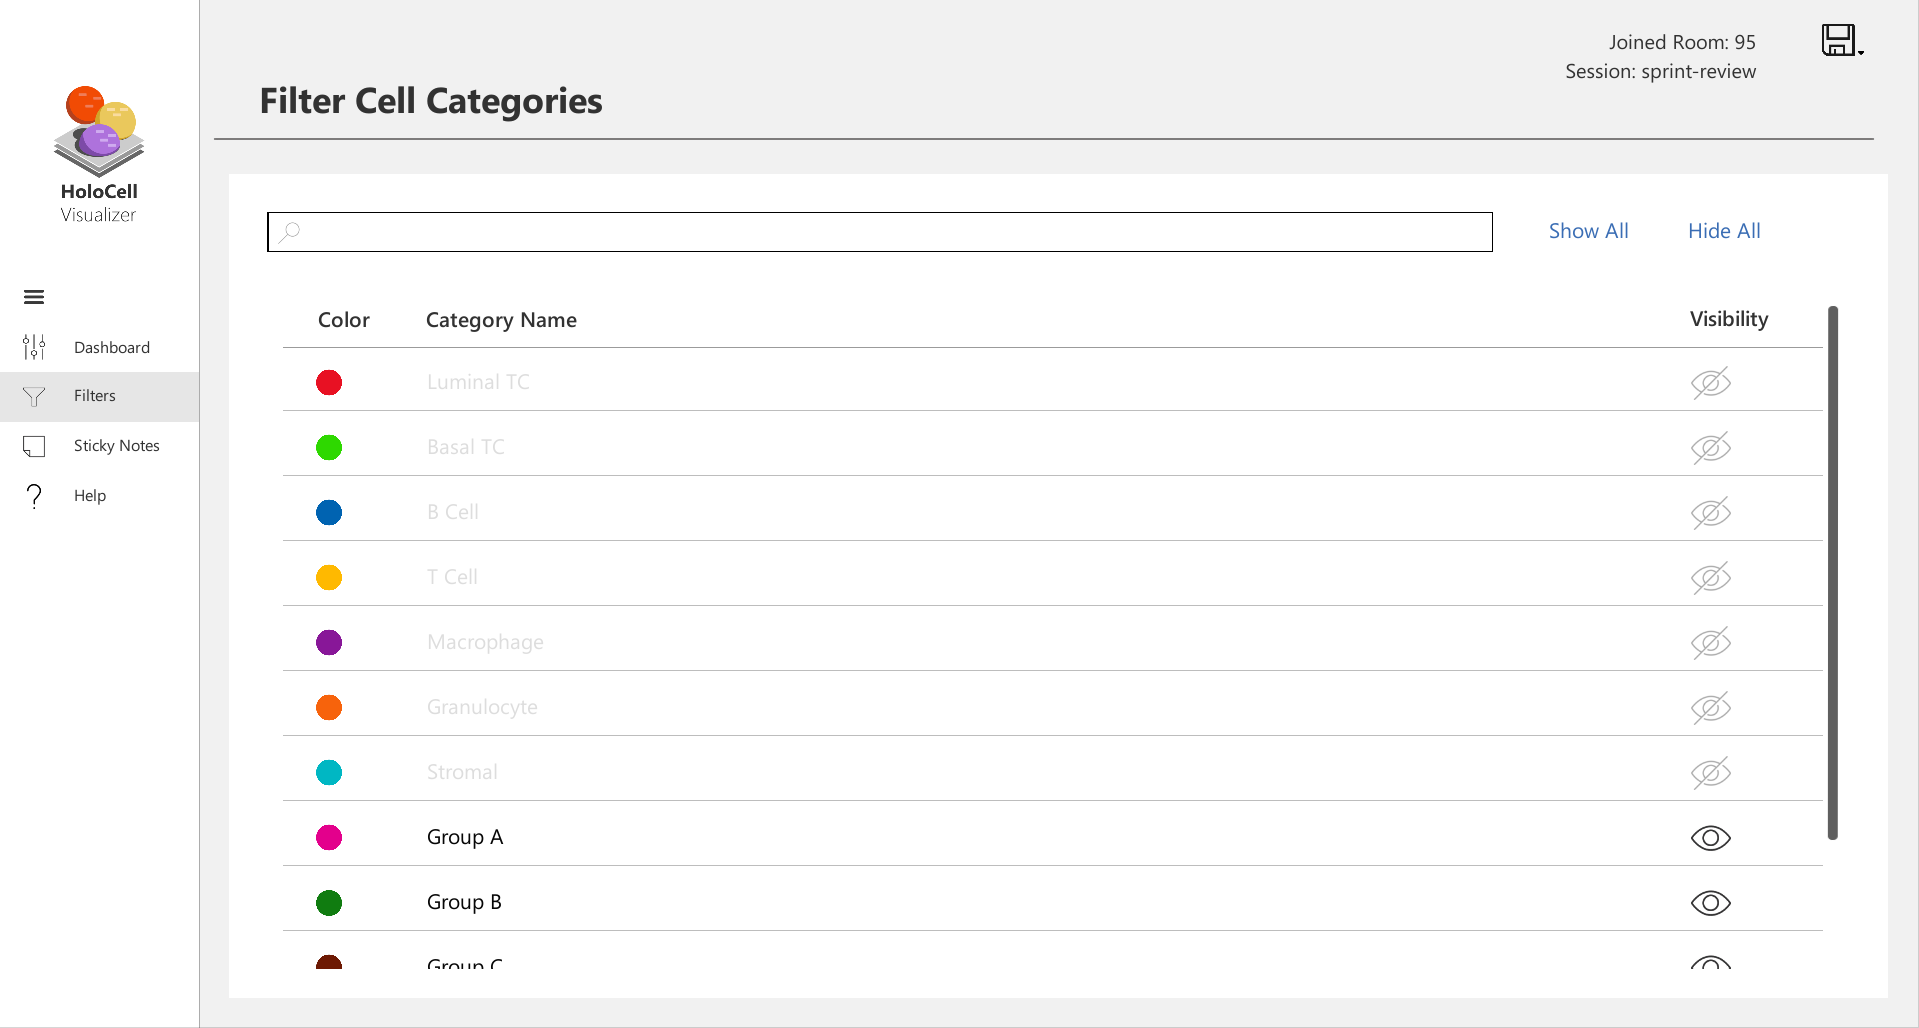 Joined Room: 95
Session: sprint-review
Filter Cell Categories
HoloCell
Visualizer
Dashboard
Filters
Sticky Notes
Help
Show All Hide All
Color Category Name Visibility
Luminal TC
Basal TC
B Cell
T Cell
Macrophage
Granulocyte
Stromal
Group A
Group B
Group C